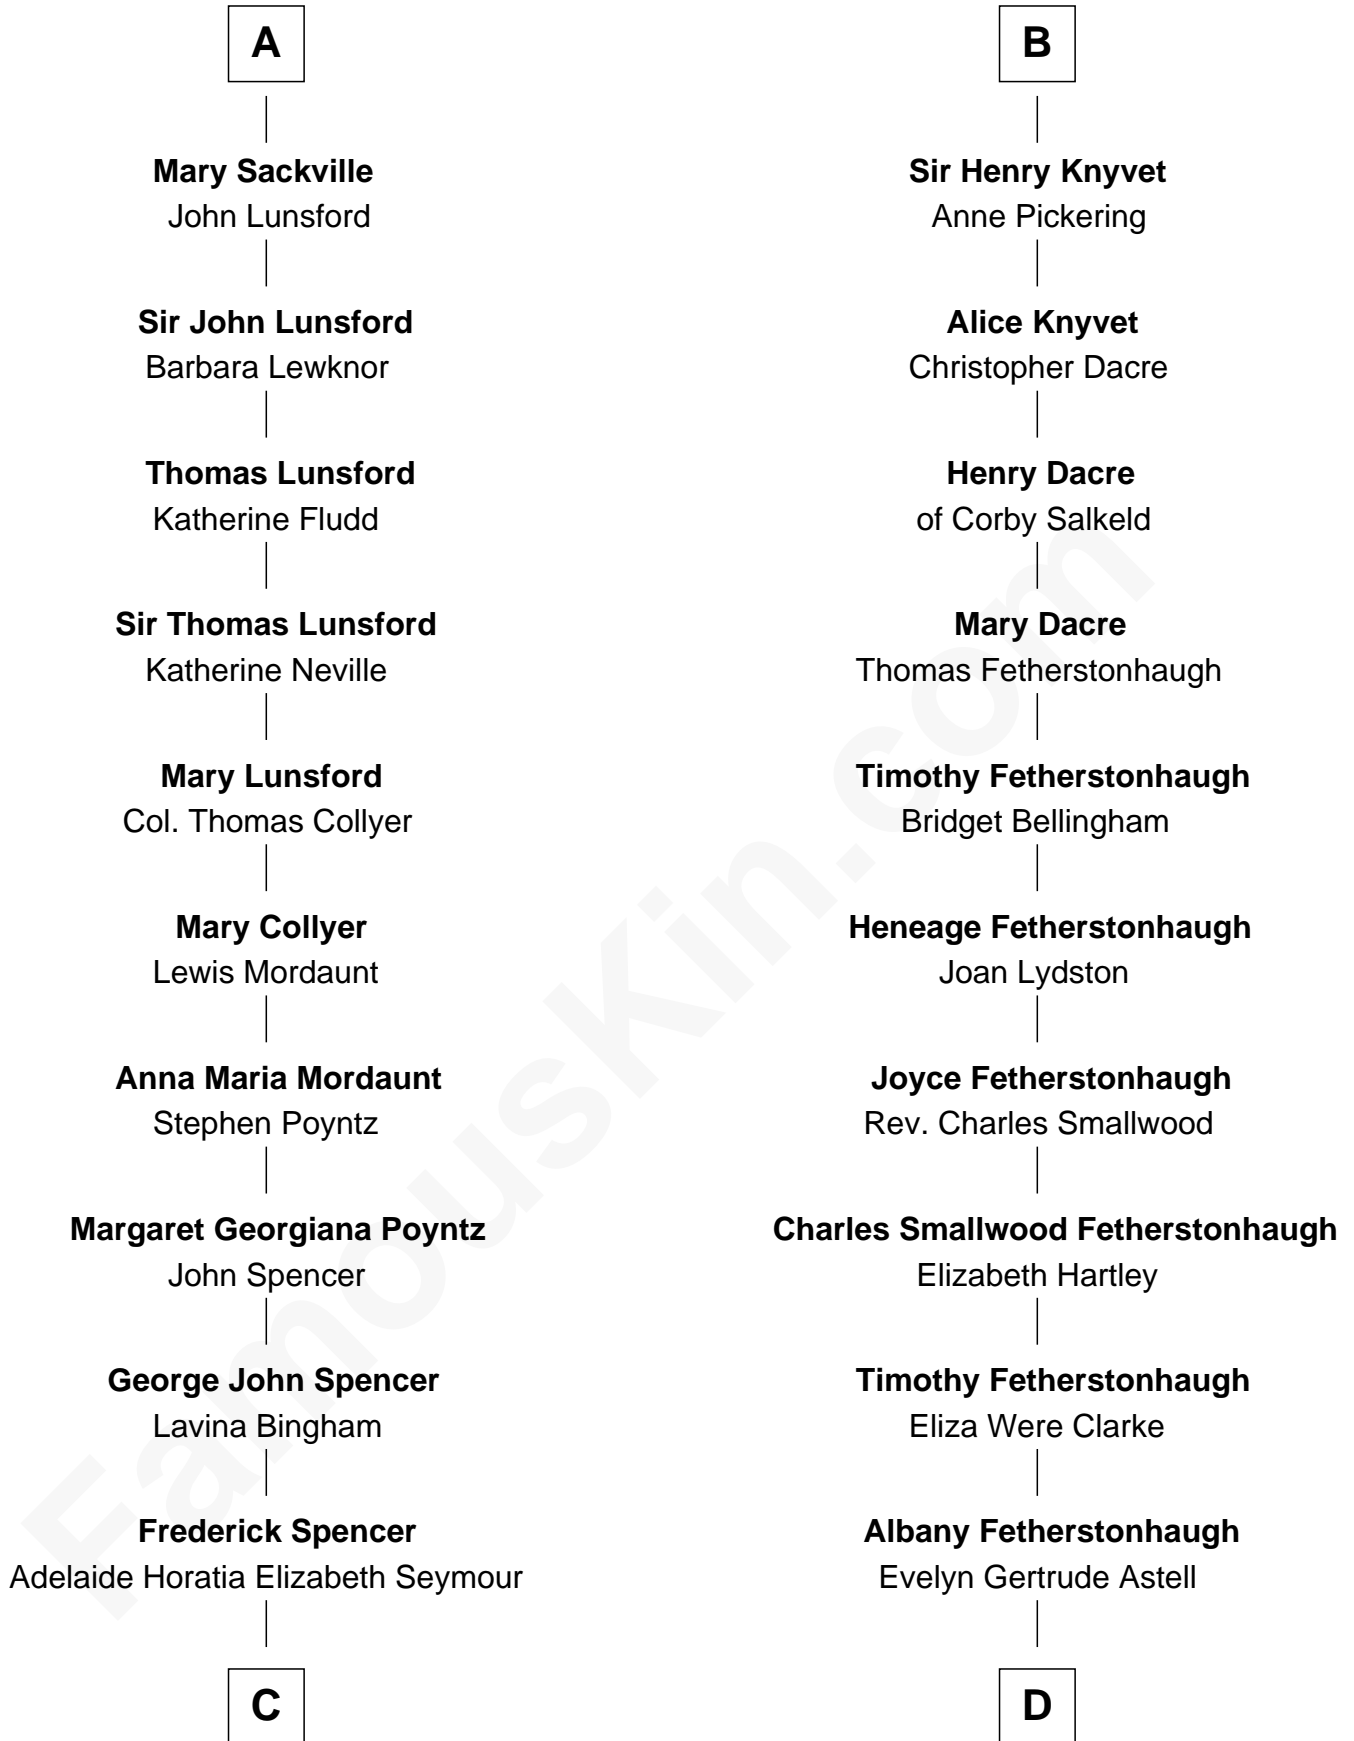 A
Mary Sackville
John Lunsford
Sir John Lunsford
Barbara Lewknor
Thomas Lunsford
Katherine Fludd
Sir Thomas Lunsford
Katherine Neville
Mary Lunsford
Col. Thomas Collyer
Mary Collyer
Lewis Mordaunt
Anna Maria Mordaunt
Stephen Poyntz
Margaret Georgiana Poyntz
John Spencer
George John Spencer
Lavina Bingham
Frederick Spencer
Adelaide Horatia Elizabeth Seymour
C
B
Sir Henry Knyvet
Anne Pickering
Alice Knyvet
Christopher Dacre
Henry Dacre
of Corby Salkeld
Mary Dacre
Thomas Fetherstonhaugh
Timothy Fetherstonhaugh
Bridget Bellingham
Heneage Fetherstonhaugh
Joan Lydston
Joyce Fetherstonhaugh
Rev. Charles Smallwood
Charles Smallwood Fetherstonhaugh
Elizabeth Hartley
Timothy Fetherstonhaugh
Eliza Were Clarke
Albany Fetherstonhaugh
Evelyn Gertrude Astell
D
FamousKin.com